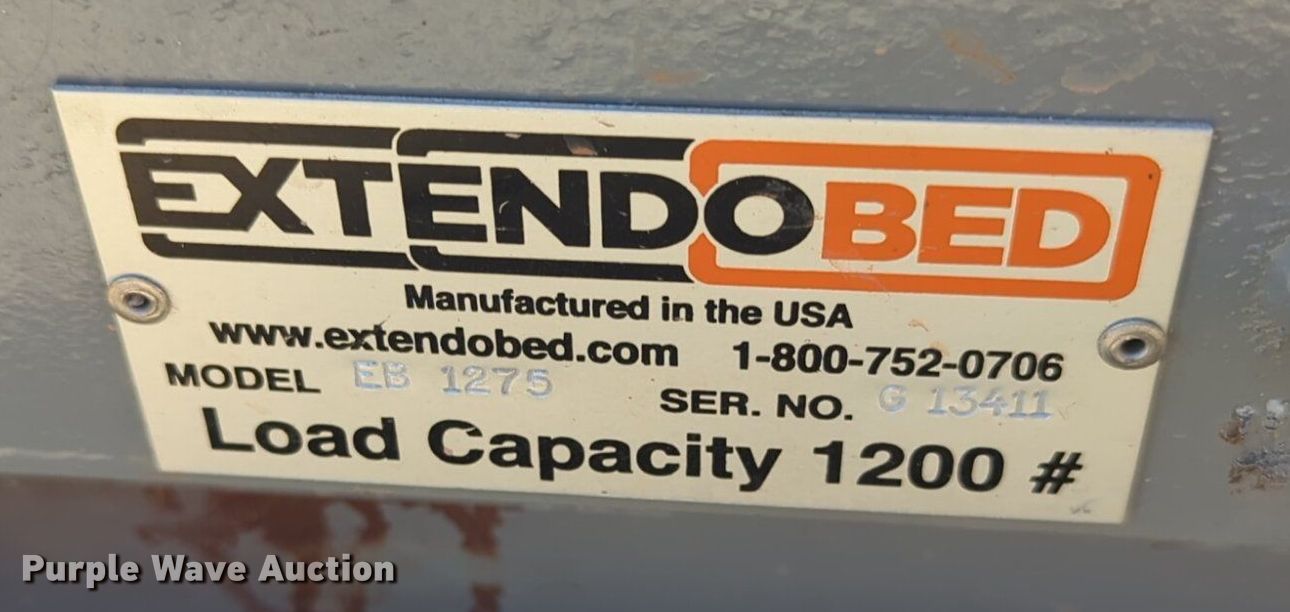 EXTENDOBED
Manufactured in the USA
www.extendobed.com 1-800-752-0706
MODEL EB 1275 SER. NO. G 13411
Load Capacity 1200 #
Purple Wave Auction